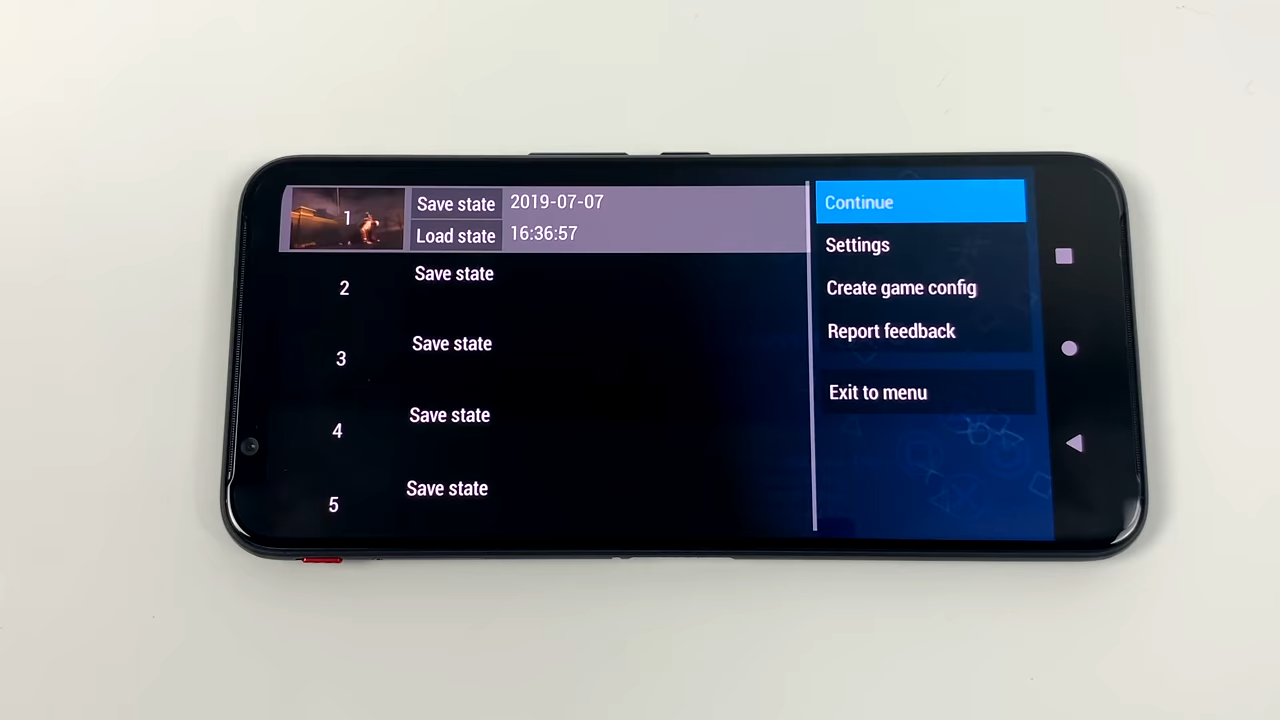 1
Save state
2019-07-07
Load state
16:36:57
2
Save state
3
Save state
4
Save state
5
Save state
Continue
Settings
Create game config
Report feedback
Exit to menu